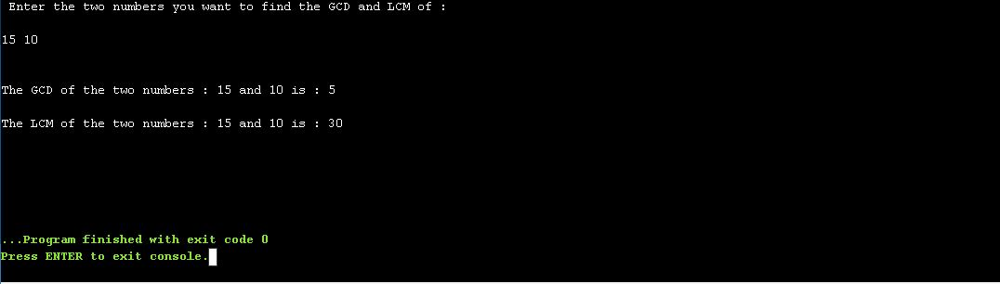 Enter the two numbers you want to find the GCD and LCM of :
15 10
The GCD of the two numbers : 15 and 10 is : 5
The LCM of the two numbers : 15 and 10 is : 30
...Program finished with exit code 0
Press ENTER to exit console.